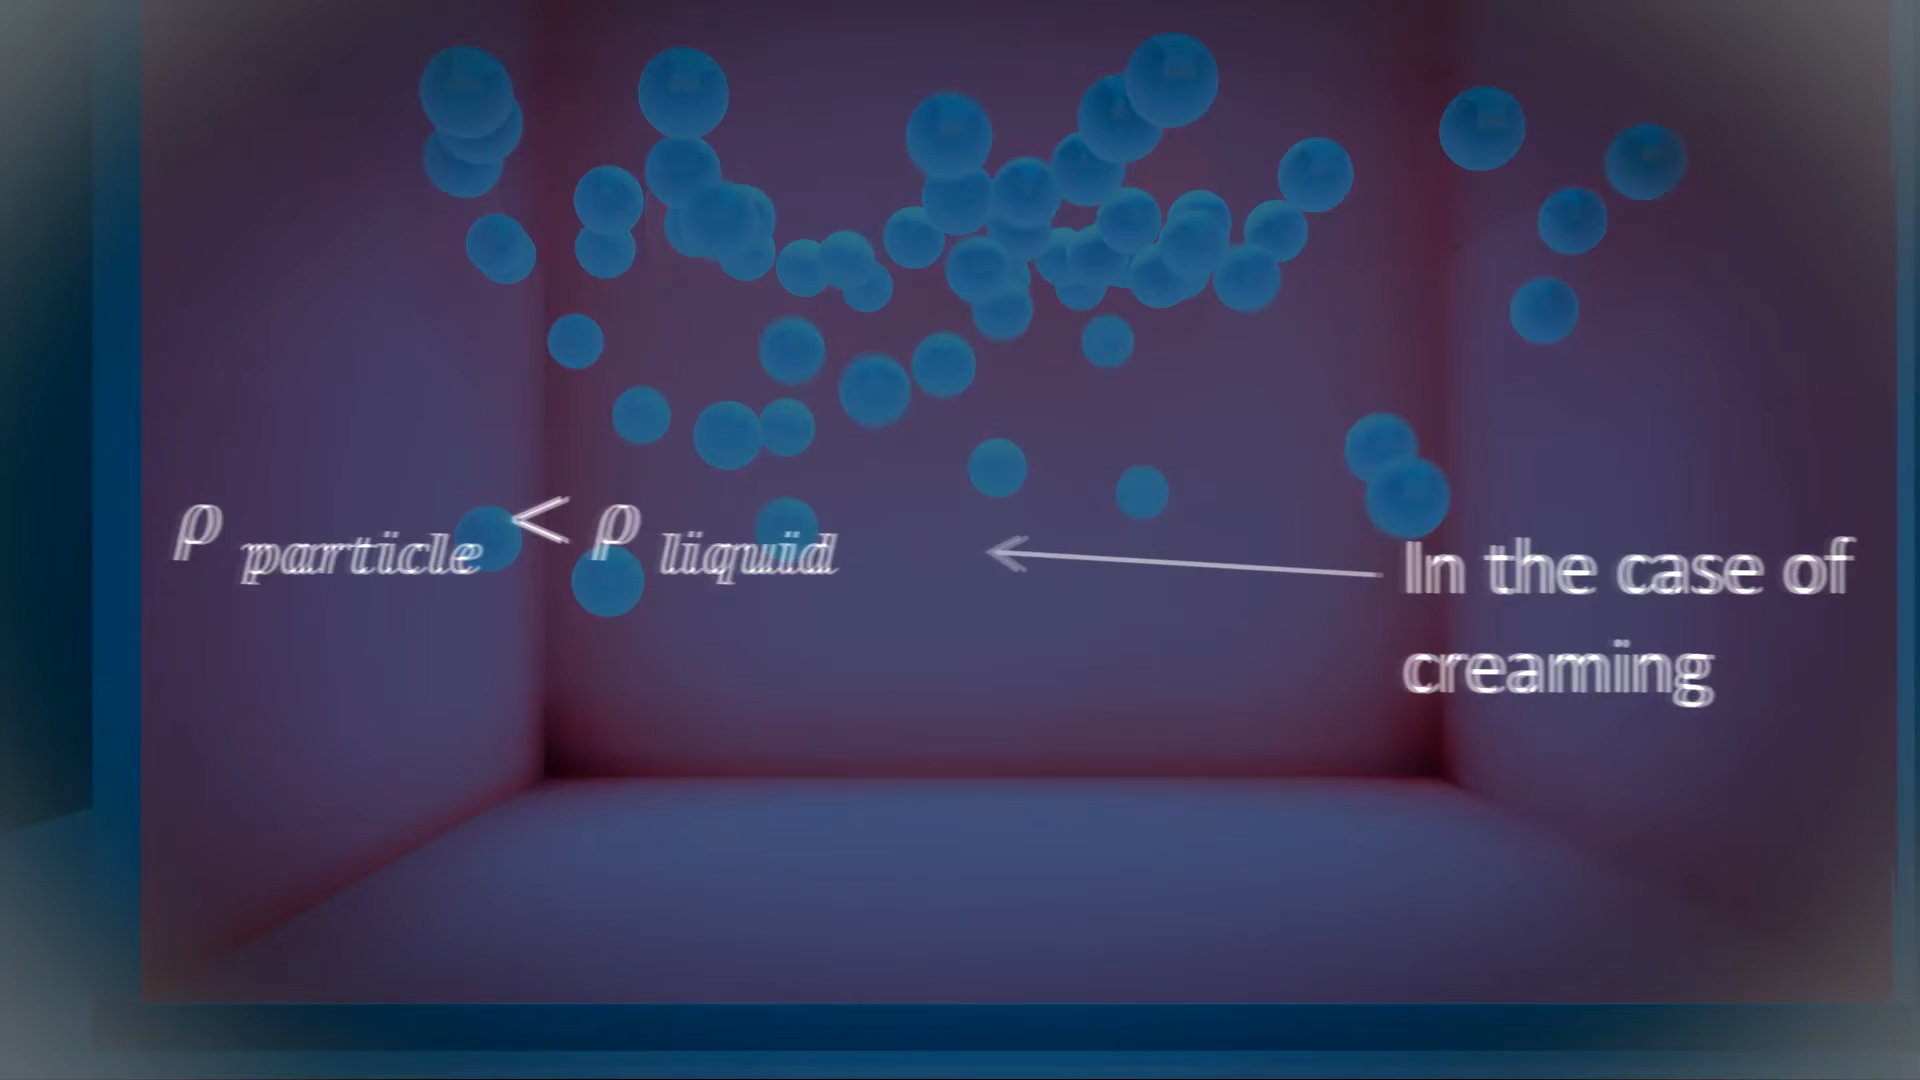 ρ particle < ρ liquid
In the case of
creaming